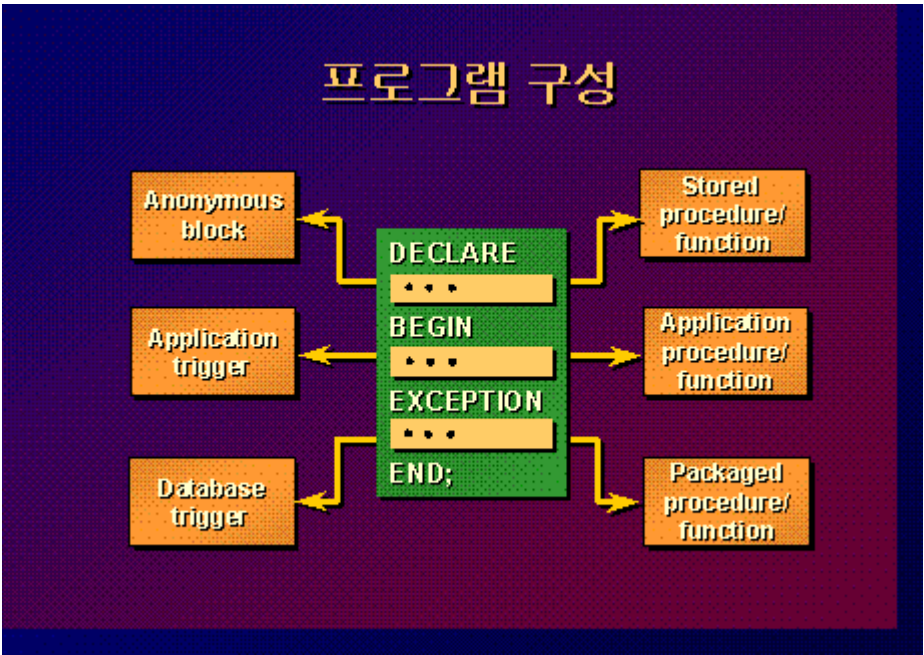 프로그램 구성
Anonymous
block
Application
trigger
Database
trigger
DECLARE
• • •
BEGIN
• • •
EXCEPTION
• • •
END;
Stored
procedure/
function
Application
procedure/
function
Packaged
procedure/
function